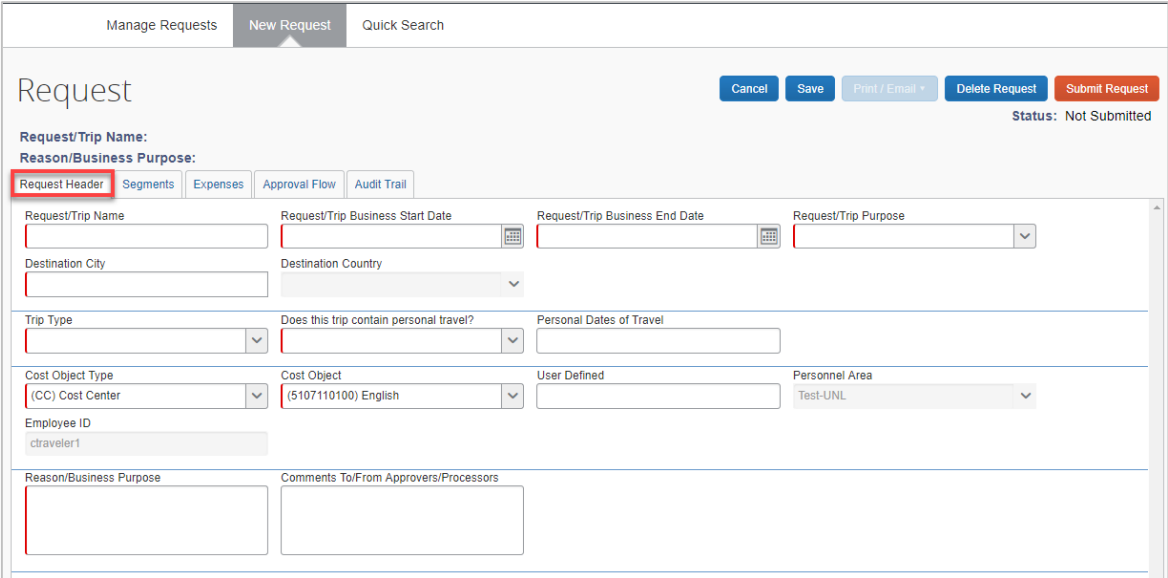 Manage Requests New Request Quick Search
Request
Cancel Save Print / Email Delete Request Submit Request
Status: Not Submitted
Request/Trip Name:
Reason/Business Purpose:
Request Header Segments Expenses Approval Flow Audit Trail
Request/Trip Name Request/Trip Business Start Date Request/Trip Business End Date Request/Trip Purpose
Destination City Destination Country
Trip Type Does this trip contain personal travel? Personal Dates of Travel
Cost Object Type Cost Object User Defined Personnel Area
(CC) Cost Center (5107110100) English Test-UNL
Employee ID
ctraveler1
Reason/Business Purpose Comments To/From Approvers/Processors